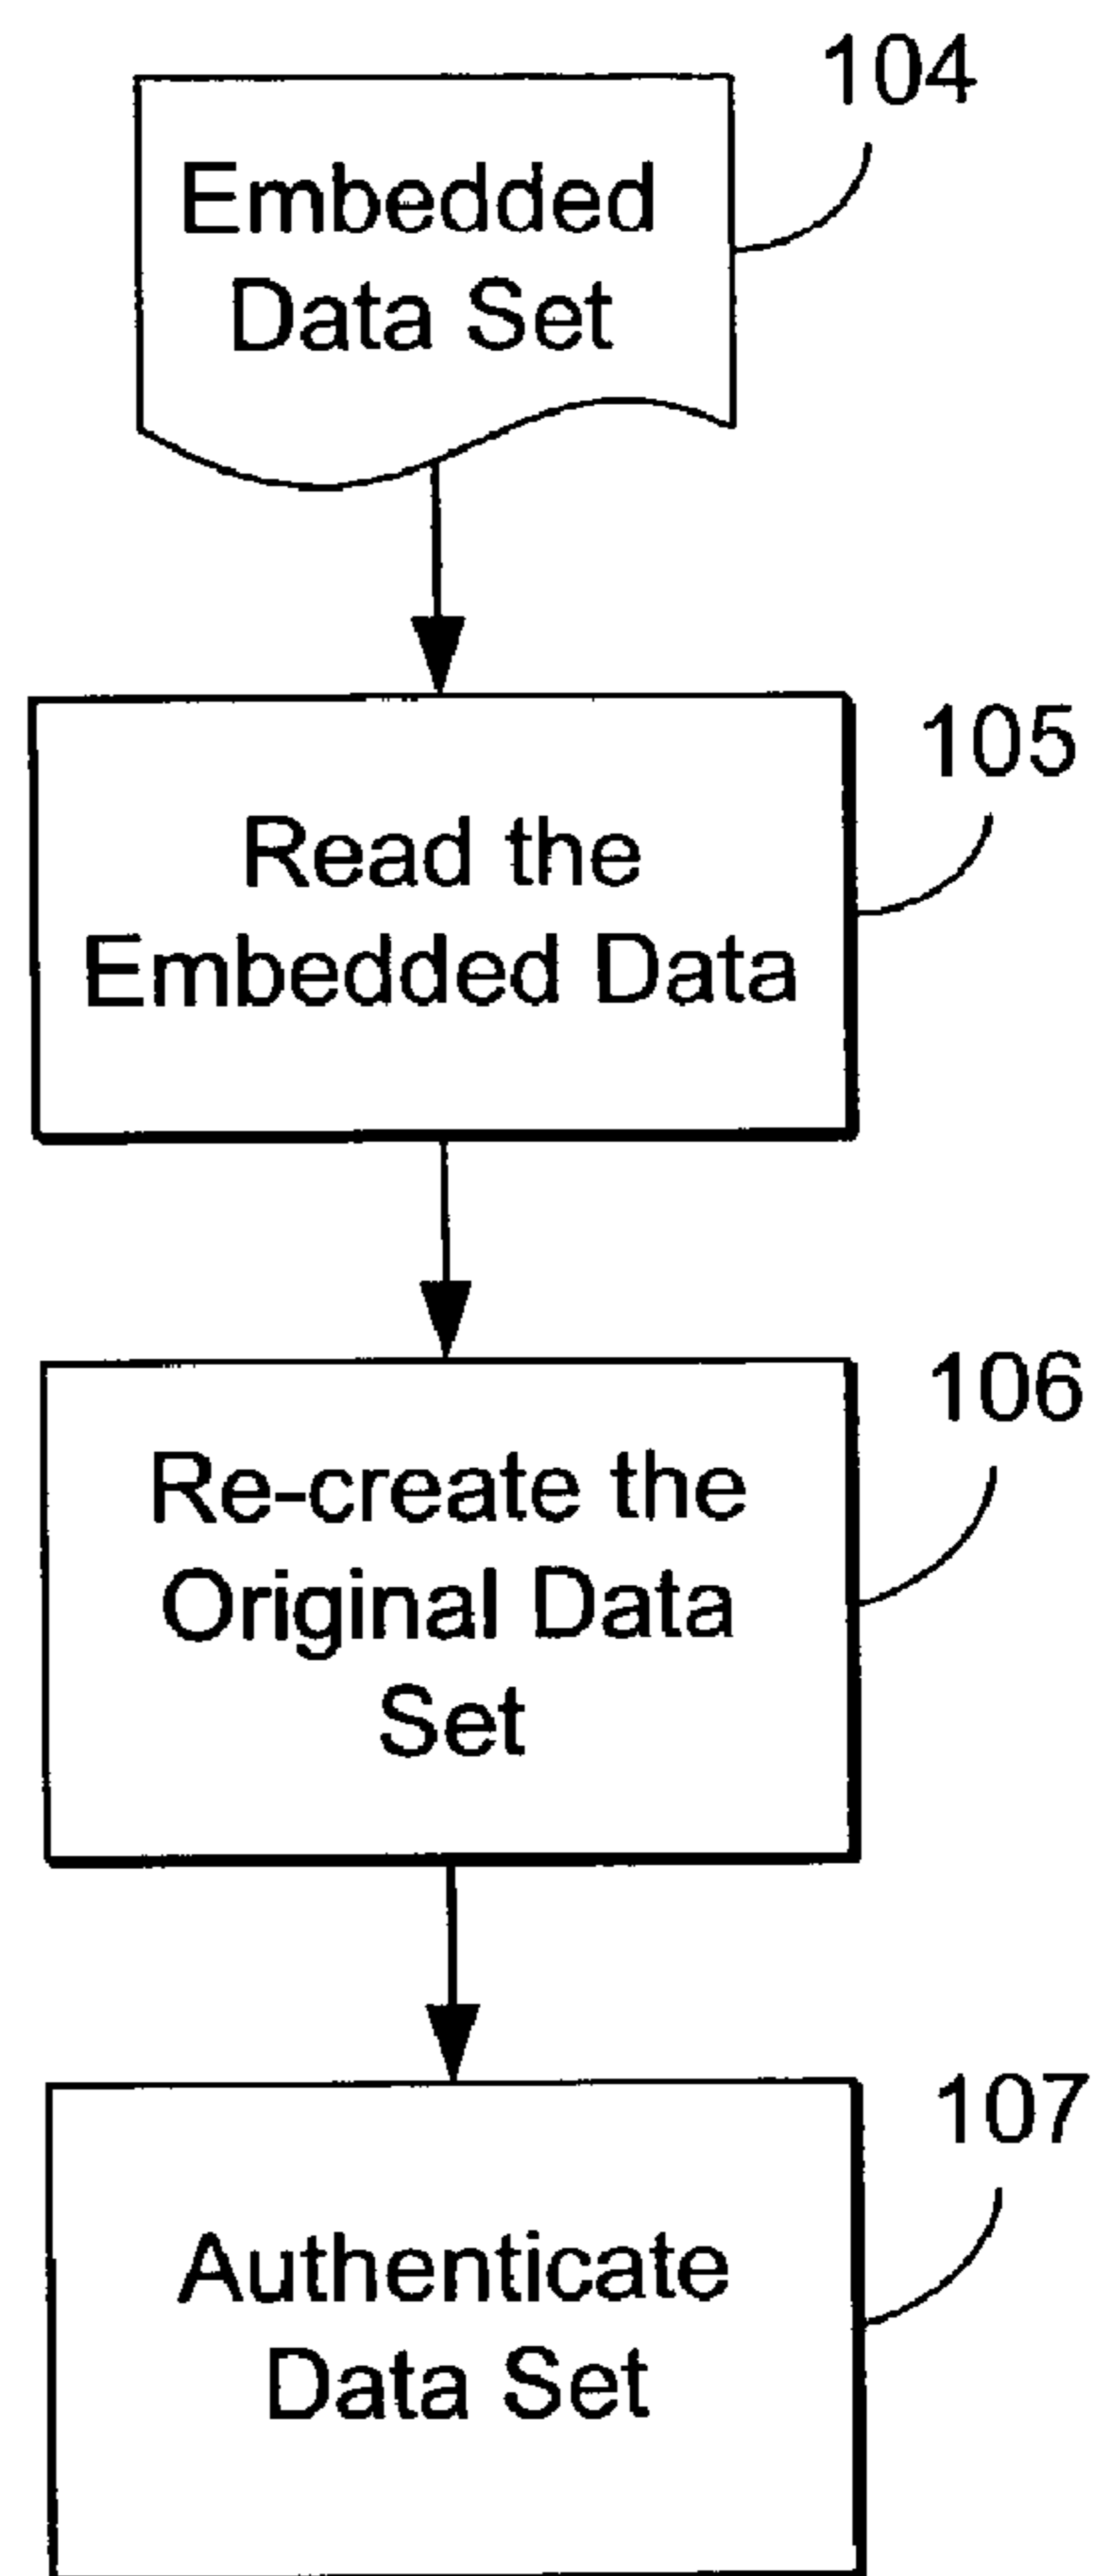 104
Embedded
Data Set
105
Read the
Embedded Data
106
Re-create the
Original Data
Set
107
Authenticate
Data Set